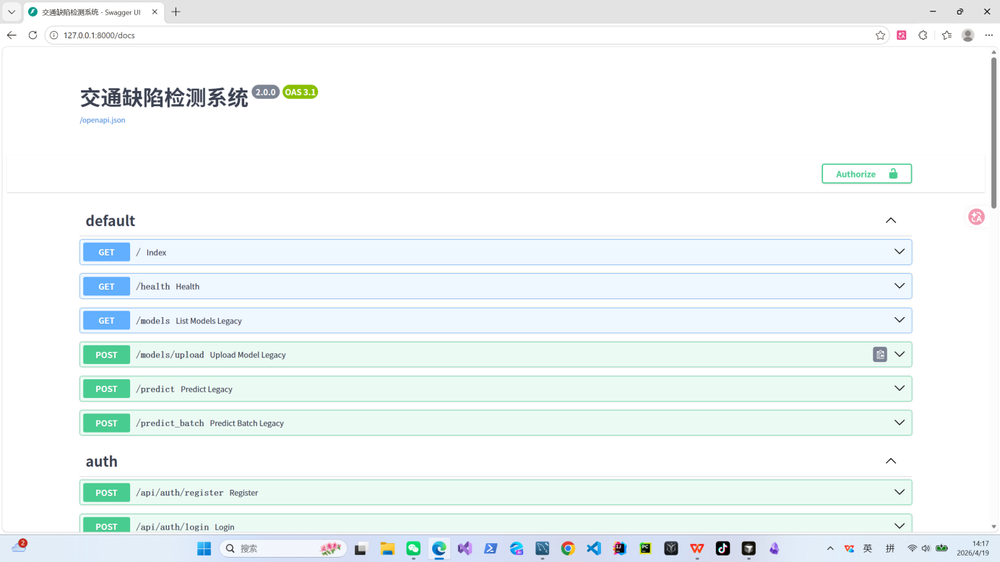 交通缺陷检测系统 - Swagger UI
127.0.0.1:8000/docs
交通缺陷检测系统 2.0.0 OAS 3.1
/openapi.json
Authorize
default
GET / Index
GET /health Health
GET /models List Models Legacy
POST /models/upload Upload Model Legacy
POST /predict Predict Legacy
POST /predict_batch Predict Batch Legacy
auth
POST /api/auth/register Register
POST /api/auth/login Login
2
搜索
英
拼
14:17
2026/4/19